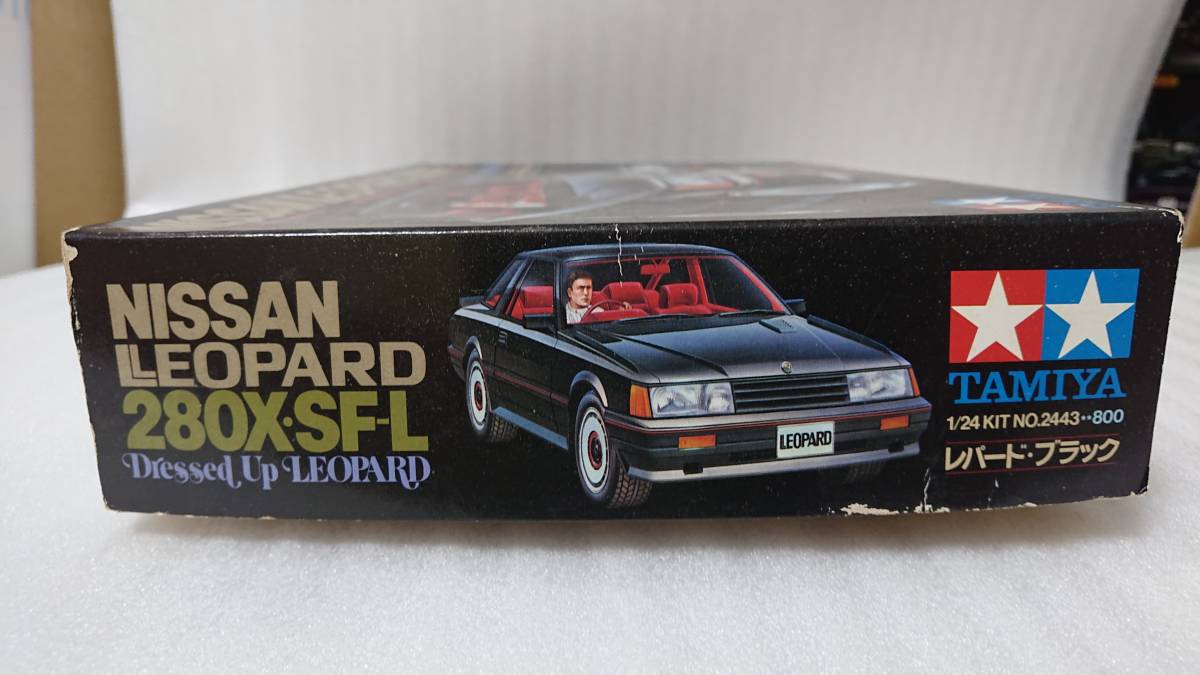 NISSAN
LEOPARD
280X·SF-L
Dressed Up LEOPARD
LEOPARD
TAMIYA
1/24 KIT NO.2443**800
レパード・ブラック